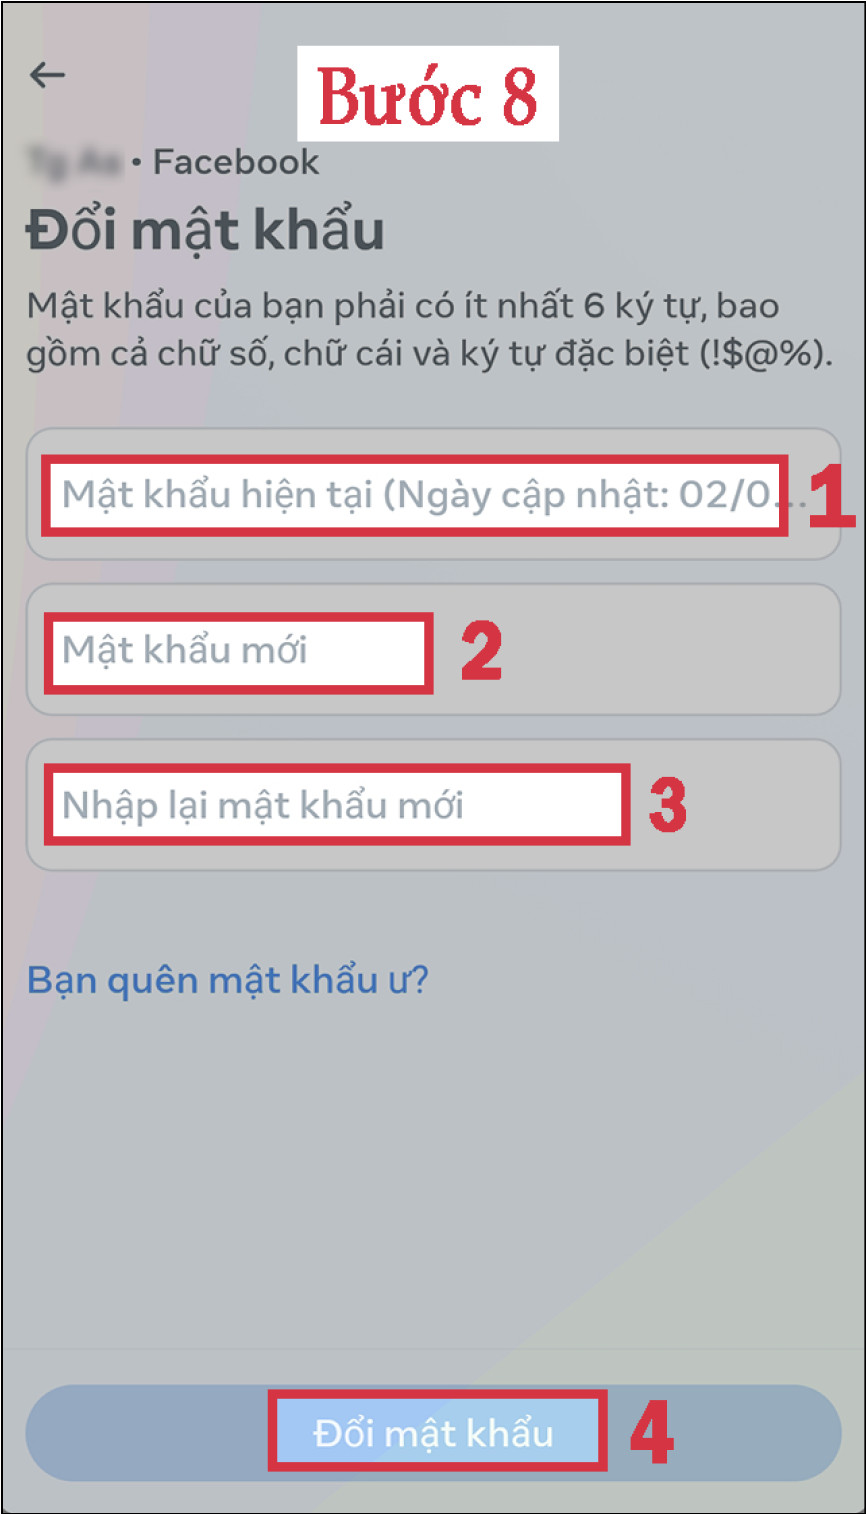 Bước 8
• Facebook
Đổi mật khẩu
Mật khẩu của bạn phải có ít nhất 6 ký tự, bao
gồm cả chữ số, chữ cái và ký tự đặc biệt (!$@%).
Mật khẩu hiện tại (Ngày cập nhật: 02/0... 1
Mật khẩu mới 2
Nhập lại mật khẩu mới 3
Bạn quên mật khẩu ư?
Đổi mật khẩu 4